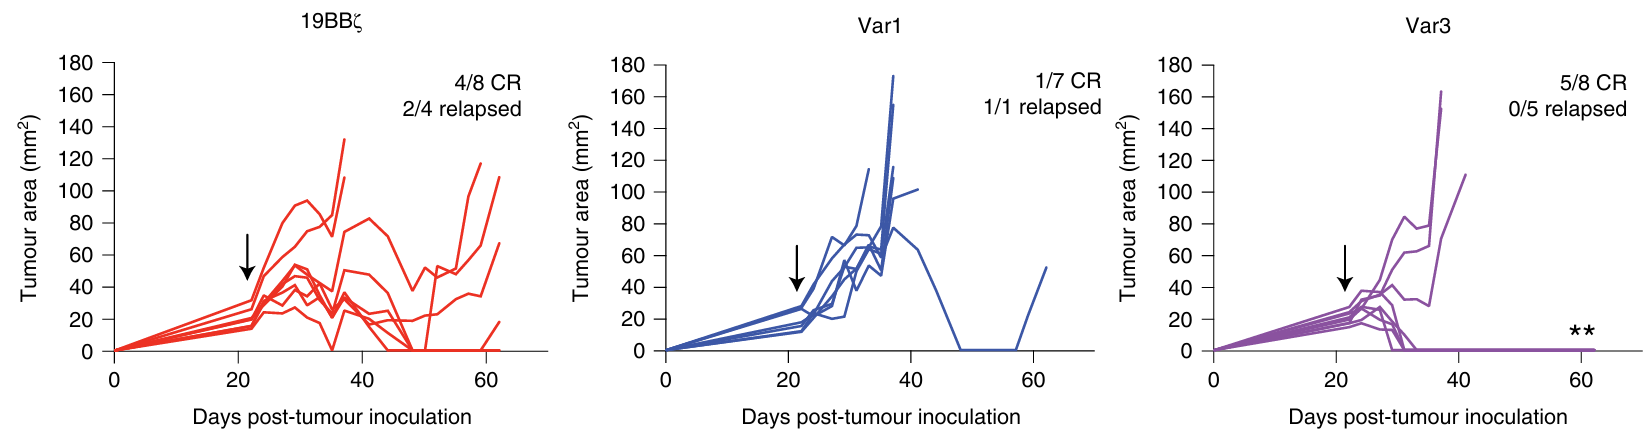 19BBζ
180
160
140
120
100
80
60
40
20
0
Tumour area (mm²)
4/8 CR
2/4 relapsed
0
20
40
60
Days post-tumour inoculation
Var1
180
160
140
120
100
80
60
40
20
0
Tumour area (mm²)
1/7 CR
1/1 relapsed
0
20
40
60
Days post-tumour inoculation
Var3
180
160
140
120
100
80
60
40
20
0
Tumour area (mm²)
5/8 CR
0/5 relapsed
**
0
20
40
60
Days post-tumour inoculation